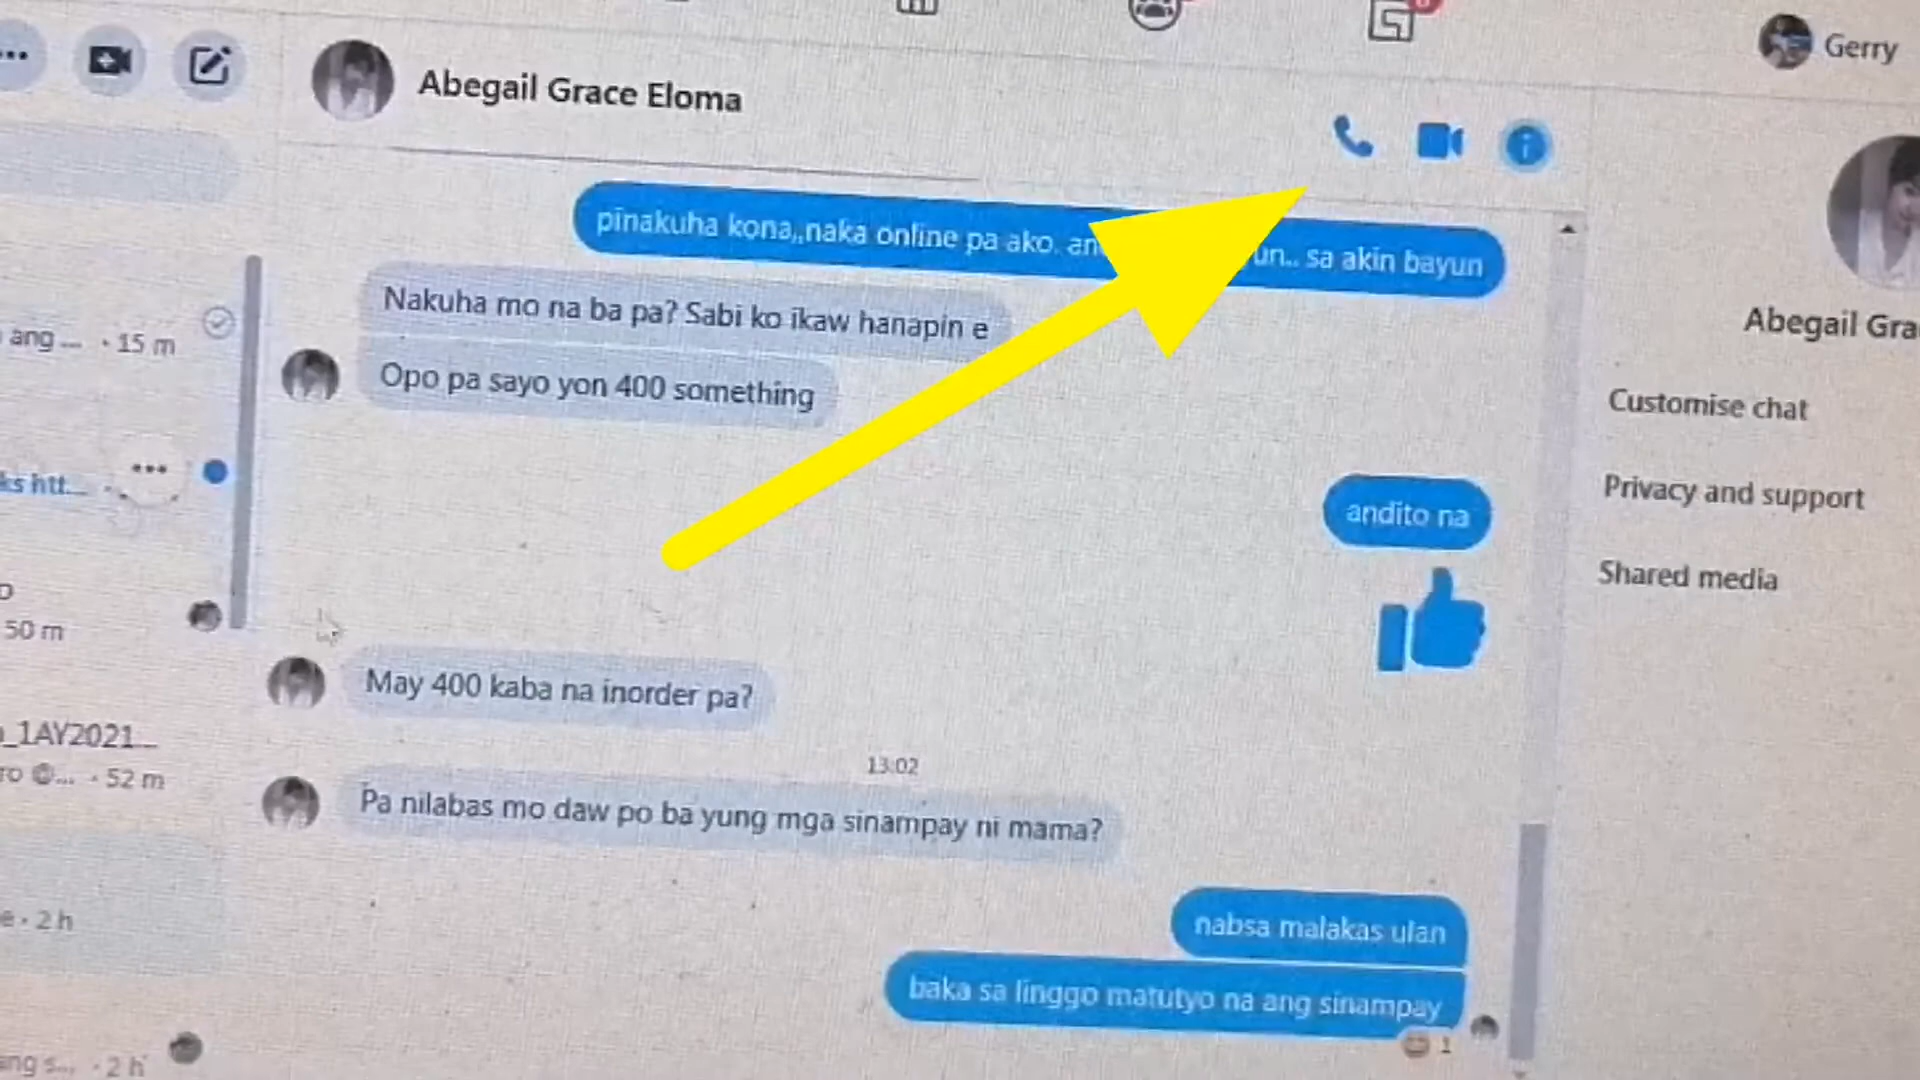 Gerry
Abegail Grace Eloma
pinakuha kona,,naka online pa ako. un.. sa akin bayun
Nakuha mo na ba pa? Sabi ko ikaw hanapin e
Abegail Gra
ang ... · 15 m
Opo pa sayo yon 400 something
Customise chat
ks htt...
andito na
Privacy and support
Shared media
50 m
May 400 kaba na inorder pa?
_1AY2021...
13:02
ro @... · 52 m
Pa nilabas mo daw po ba yung mga sinampay ni mama?
e · 2 h
nabsa malakas ulan
baka sa linggo matutyo na ang sinampay
1
ang s... · 2 h